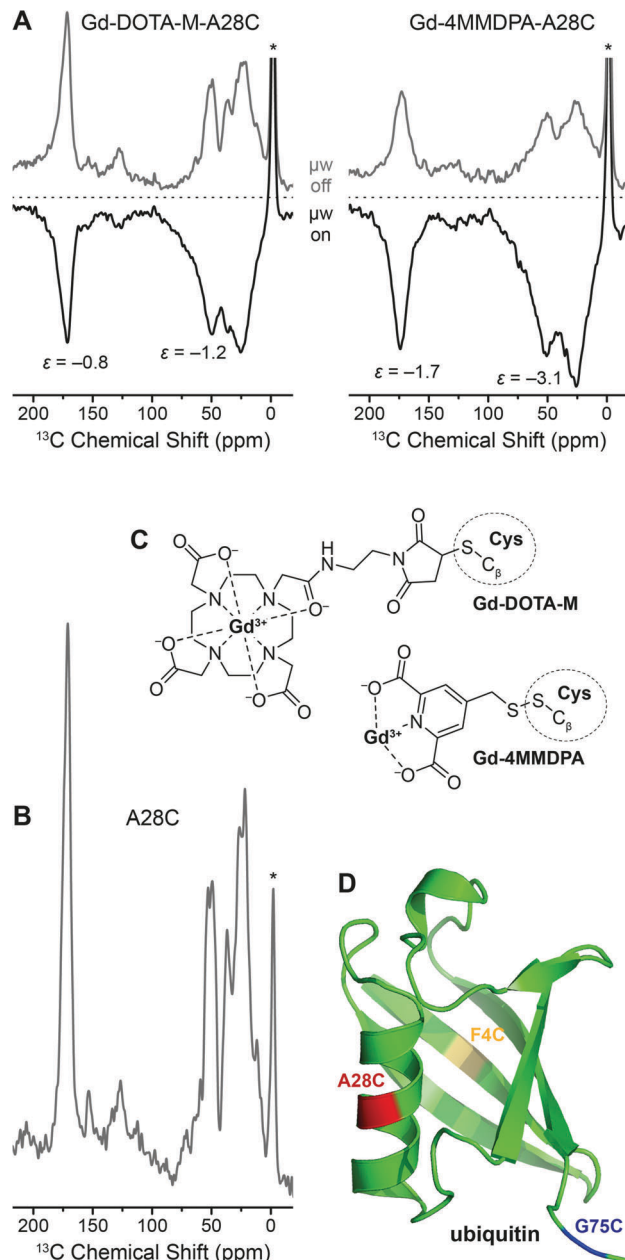 A
Gd-DOTA-M-A28C
Gd-4MMDPA-A28C
*
*
μw
off
μw
on
ε = –0.8
ε = –1.2
ε = –1.7
ε = –3.1
200 150 100 50 0
200 150 100 50 0
¹³C Chemical Shift (ppm)
¹³C Chemical Shift (ppm)
C
O
O⁻
H
N
O
N
O
S
Cys
Cβ
Gd-DOTA-M
N
N
O⁻
Gd³⁺
⁻O
O
N
N
O⁻
O
O
⁻O
N
Gd³⁺
⁻O
O
S
S
Cys
Cβ
Gd-4MMDPA
B
A28C
*
200 150 100 50 0
¹³C Chemical Shift (ppm)
D
F4C
A28C
ubiquitin
G75C